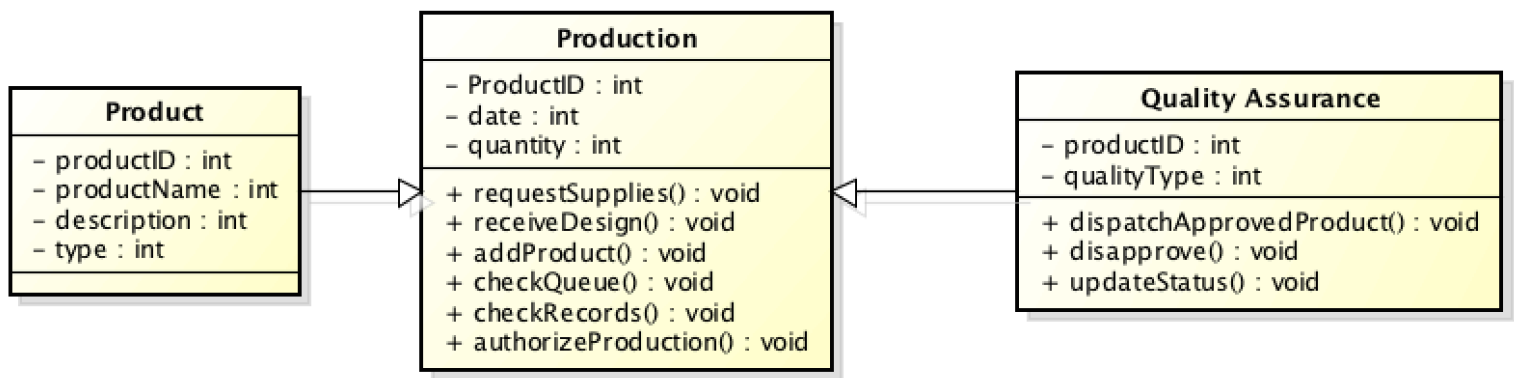 Product
- productID : int
- productName : int
- description : int
- type : int
Production
- ProductID : int
- date : int
- quantity : int
+ requestSupplies() : void
+ receiveDesign() : void
+ addProduct() : void
+ checkQueue() : void
+ checkRecords() : void
+ authorizeProduction() : void
Quality Assurance
- productID : int
- qualityType : int
+ dispatchApprovedProduct() : void
+ disapprove() : void
+ updateStatus() : void